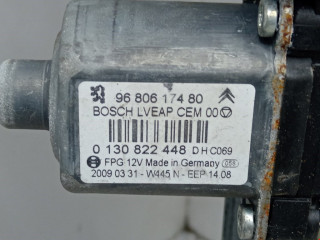 96 806 174 80
BOSCH LVEAP CEM 00
0 130 822 448 D H C069
FPG 12V Made in Germany 058
2009 03 31 - W445 N - EEP 14 08